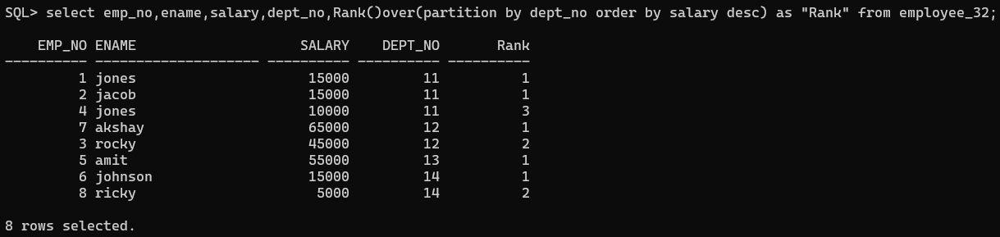 SQL> select emp_no,ename,salary,dept_no,Rank()over(partition by dept_no order by salary desc) as "Rank" from employee_32;
    EMP_NO ENAME                    SALARY    DEPT_NO       Rank
---------- -------------------- ---------- ---------- ----------
         1 jones                     15000         11          1
         2 jacob                     15000         11          1
         4 jones                     10000         11          3
         7 akshay                    65000         12          1
         3 rocky                     45000         12          2
         5 amit                      55000         13          1
         6 johnson                   15000         14          1
         8 ricky                      5000         14          2
8 rows selected.